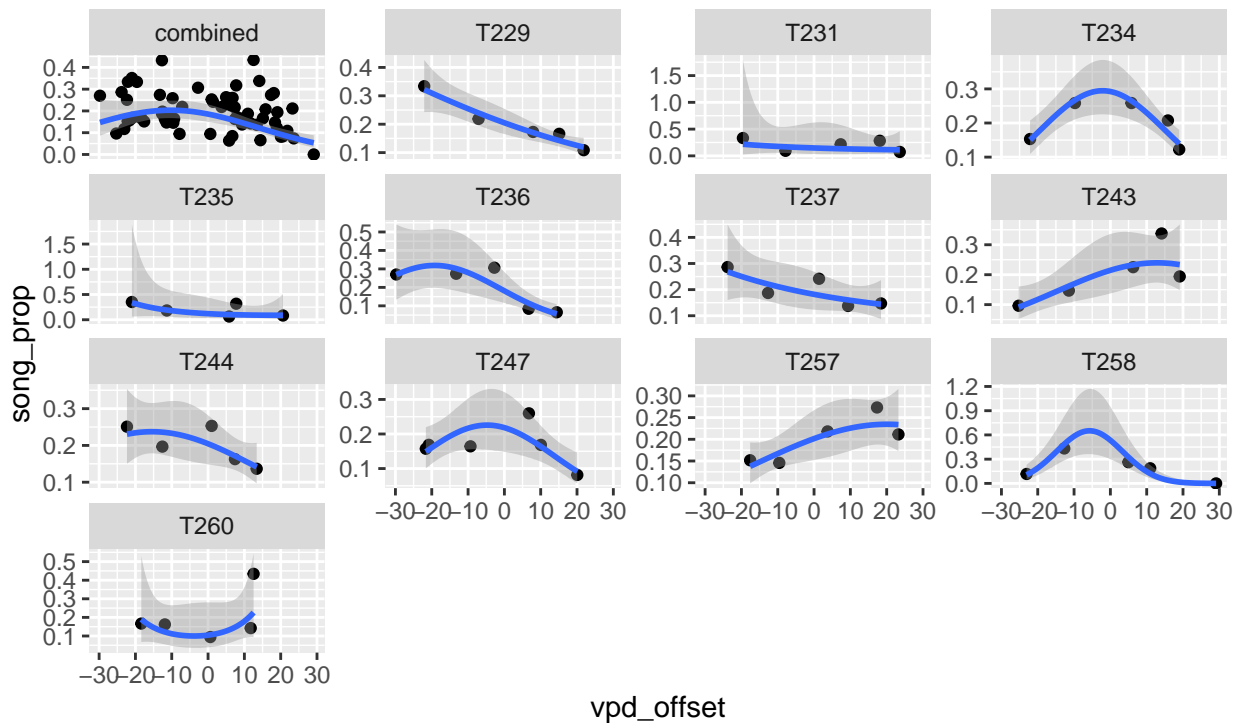 combined T229 T231 T234
0.4 0.3 0.2 0.1 0.0
0.4 0.3 0.2 0.1
1.5 1.0 0.5 0.0
0.3 0.2 0.1
T235 T236 T237 T243
1.5 1.0 0.5 0.0
0.5 0.4 0.3 0.2 0.1
0.4 0.3 0.2 0.1
0.3 0.2 0.1
T244 T247 T257 T258
0.3 0.2 0.1
0.3 0.2 0.1
0.30 0.25 0.20 0.15 0.10
1.2 0.9 0.6 0.3 0.0
−30 −20 −10 0 10 20 30
−30 −20 −10 0 10 20 30
−30 −20 −10 0 10 20 30
T260
0.5 0.4 0.3 0.2 0.1
−30 −20 −10 0 10 20 30
song_prop
vpd_offset